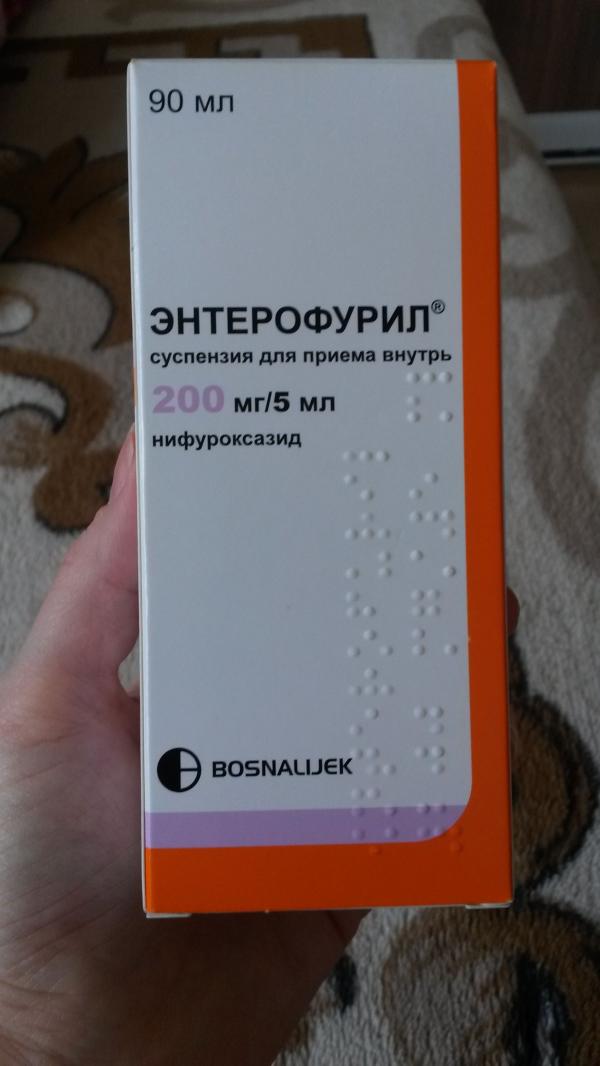 90 мл
ЭНТЕРОФУРИЛ®
суспензия для приема внутрь
200 мг/5 мл
нифуроксазид
BOSNALIJEK